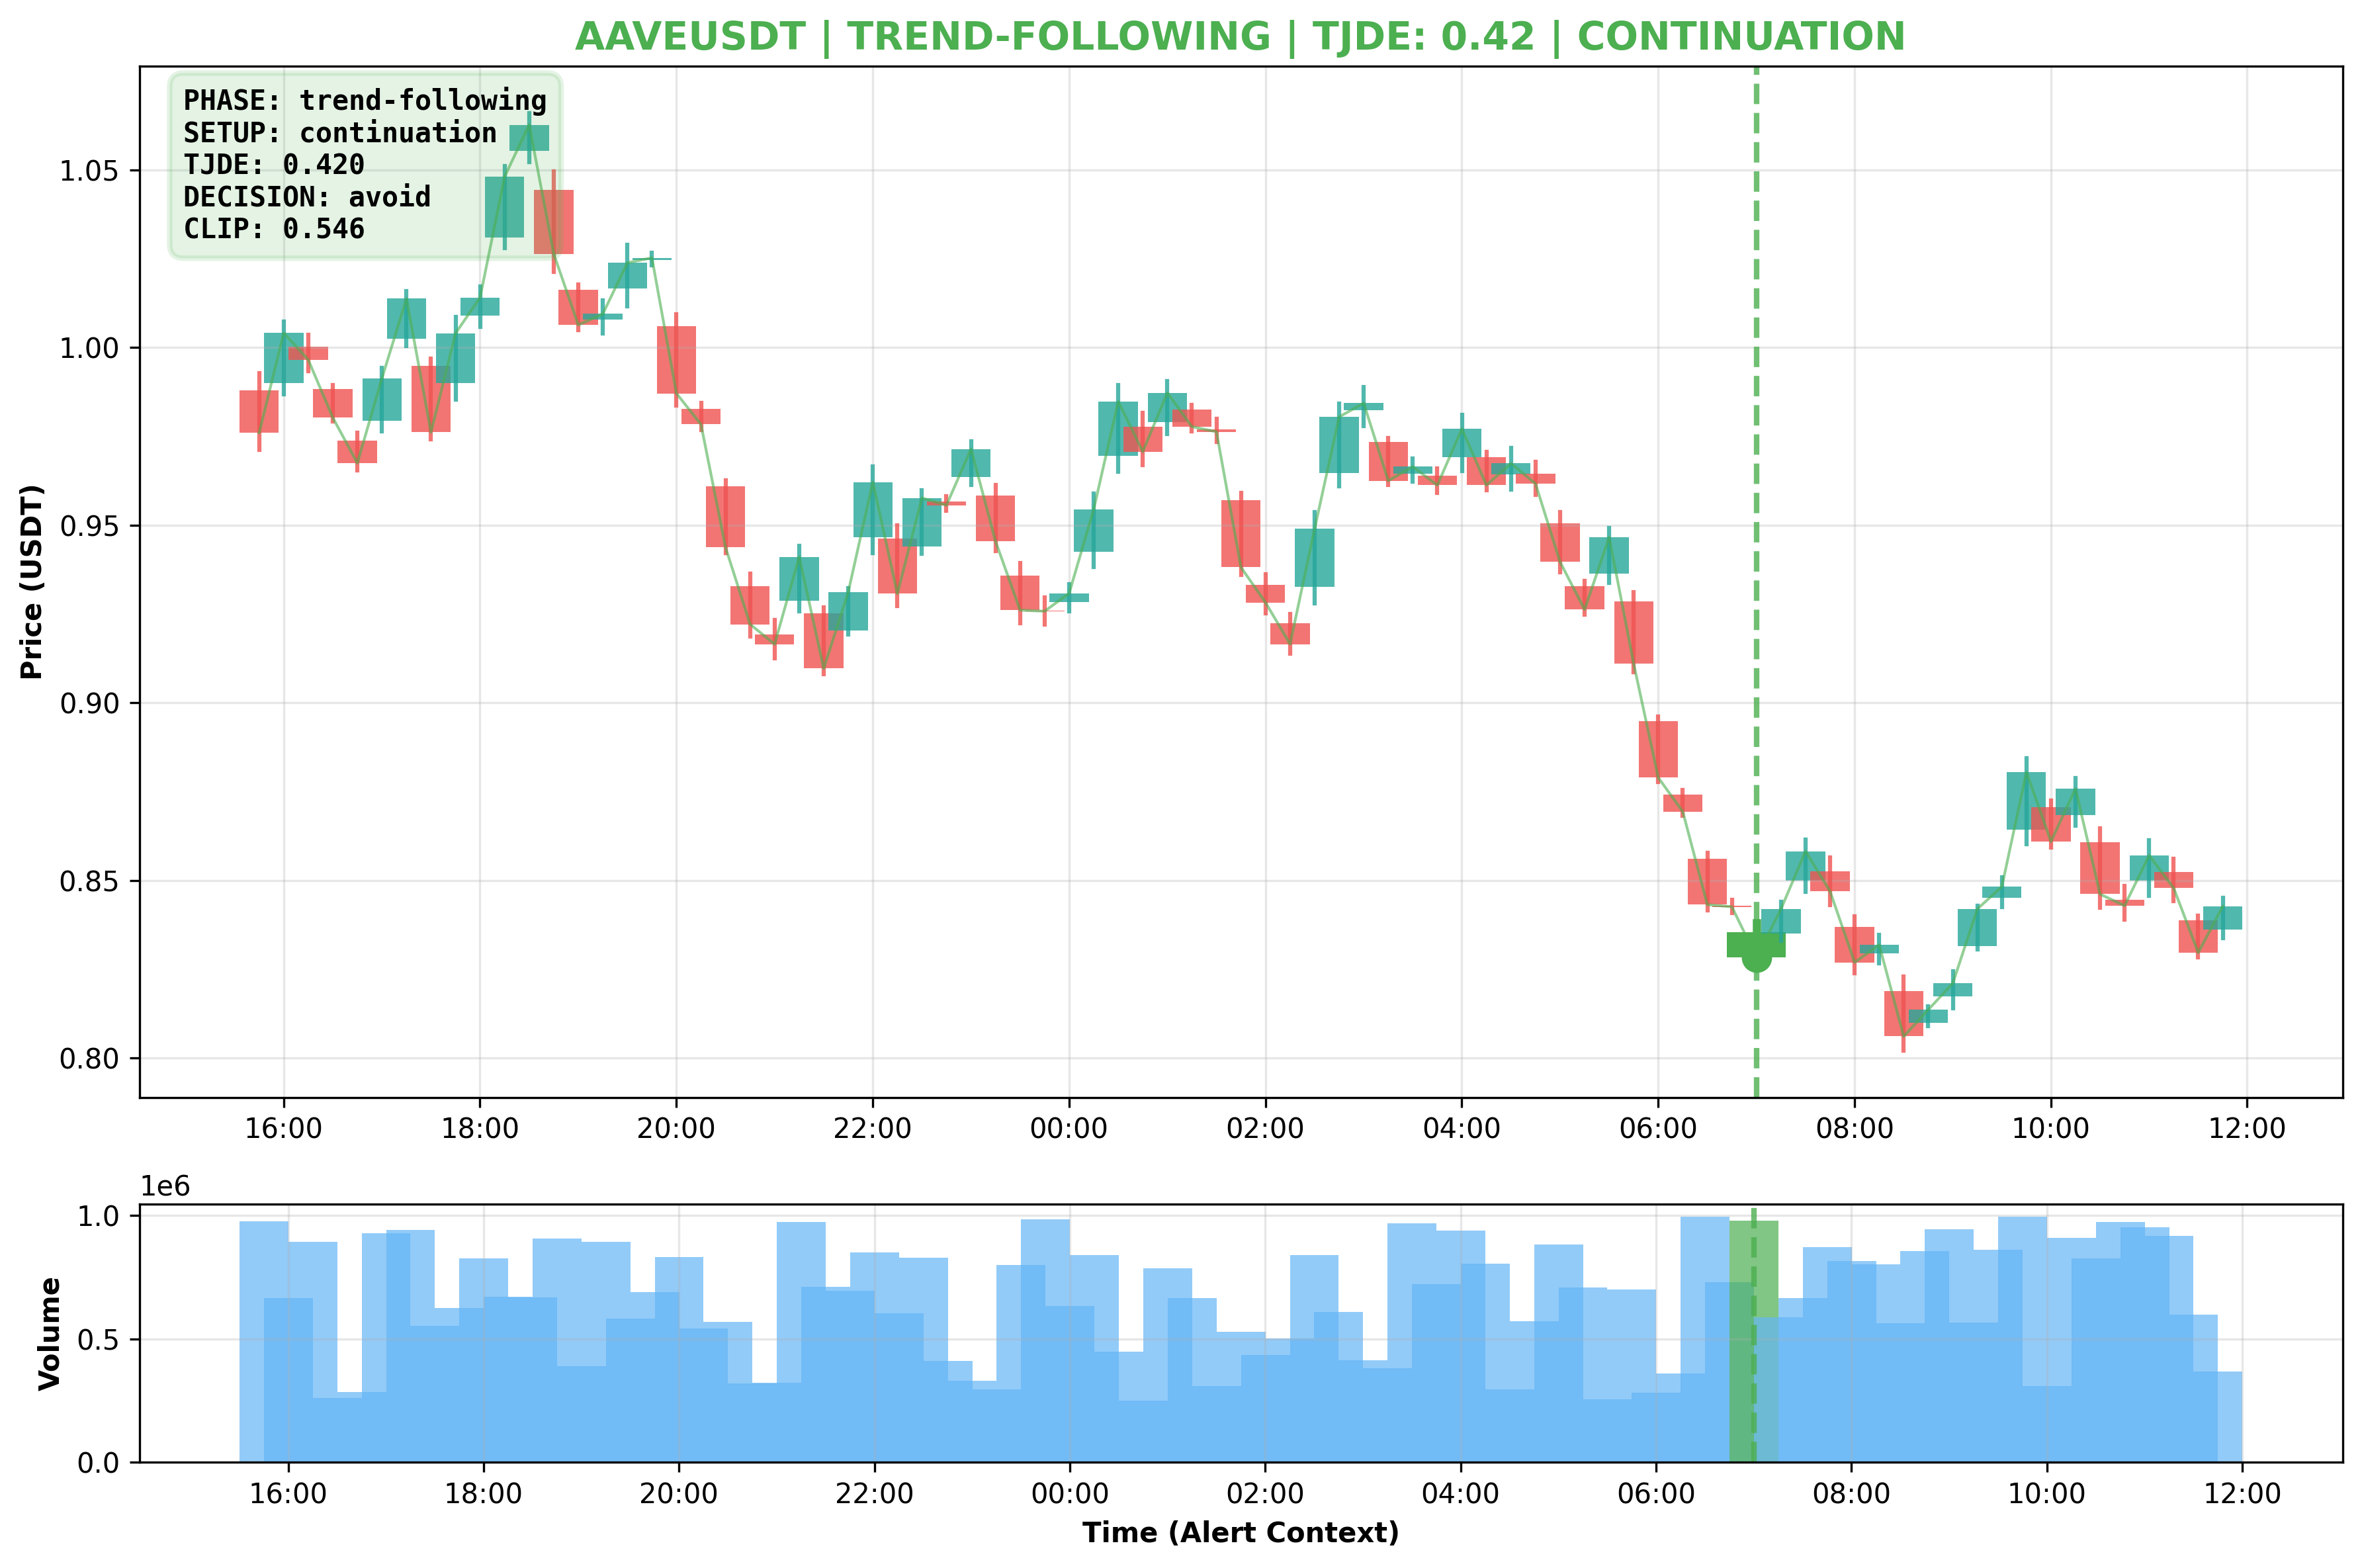 AAVEUSDT | TREND-FOLLOWING | TJDE: 0.42 | CONTINUATION
PHASE: trend-following
SETUP: continuation
TJDE: 0.420
DECISION: avoid
CLIP: 0.546
Price (USDT)
1.05
1.00
0.95
0.90
0.85
0.80
16:00 18:00 20:00 22:00 00:00 02:00 04:00 06:00 08:00 10:00 12:00
1e6
Volume
1.0
0.5
0.0
16:00 18:00 20:00 22:00 00:00 02:00 04:00 06:00 08:00 10:00 12:00
Time (Alert Context)